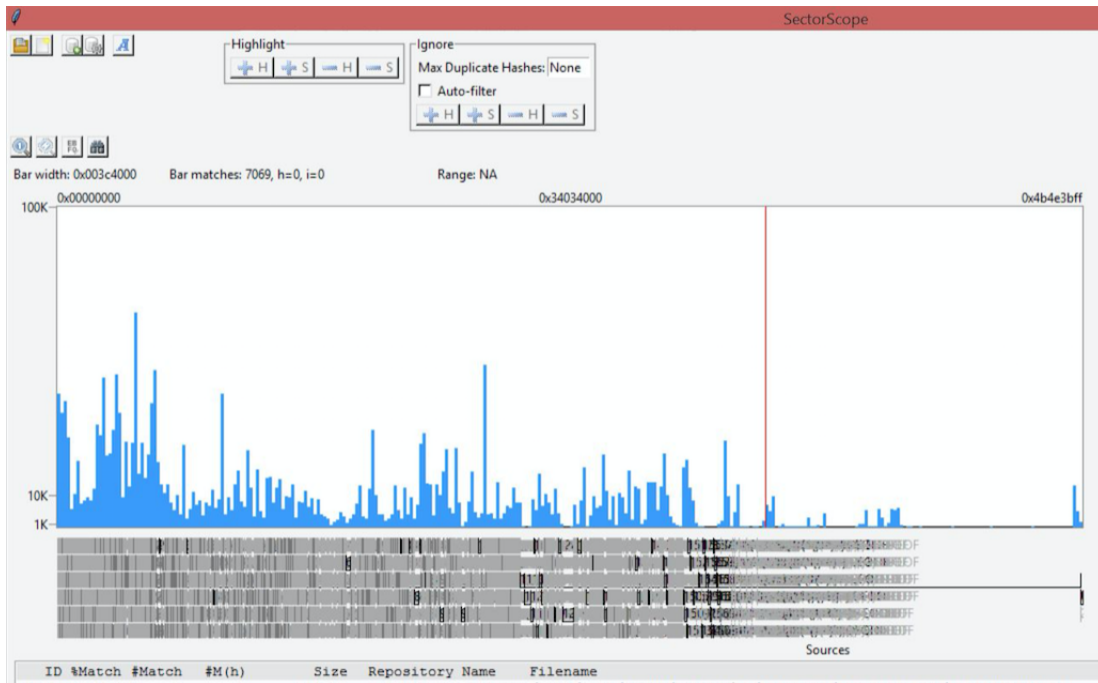 SectorScope
Highlight
Ignore
H S H S
Max Duplicate Hashes: None
Auto-filter
H S H S
Bar width: 0x003c4000 Bar matches: 7069, h=0, i=0 Range: NA
0x00000000 0x34034000 0x4b4e3bff
100K
10K
1K
Sources
ID %Match #Match #M(h) Size Repository Name Filename